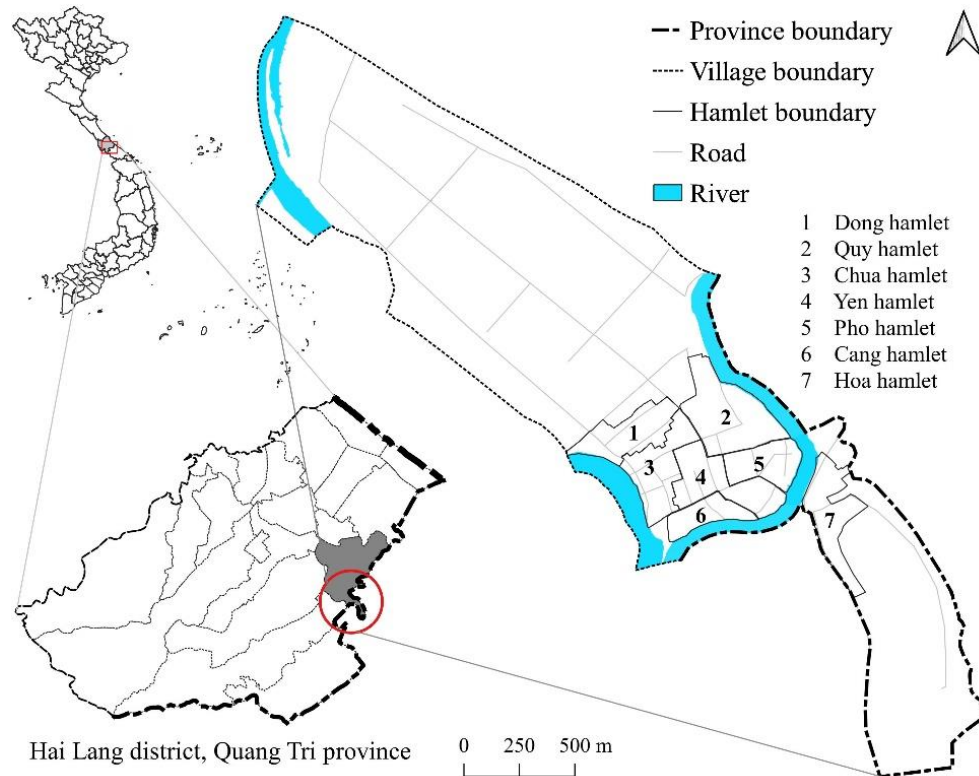 Province boundary
Village boundary
Hamlet boundary
Road
River
1 Dong hamlet
2 Quy hamlet
3 Chua hamlet
4 Yen hamlet
5 Pho hamlet
6 Cang hamlet
7 Hoa hamlet
1
2
3
4
5
6
7
Hai Lang district, Quang Tri province
0 250 500 m